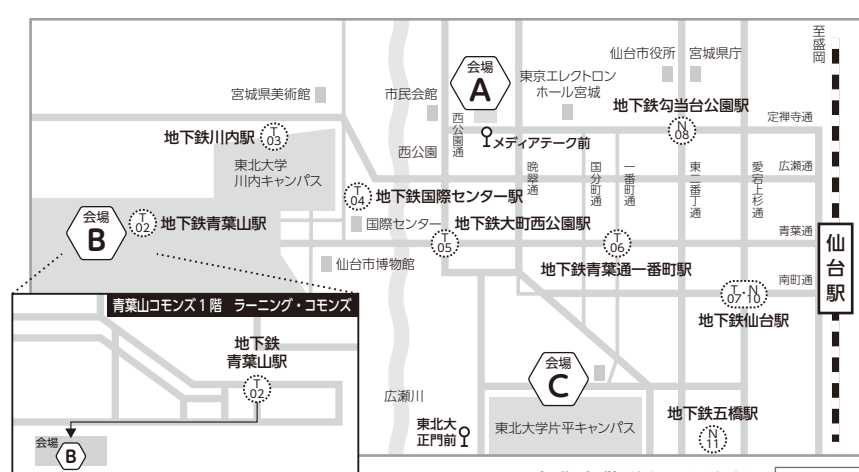 至盛岡
仙台市役所
宮城県庁
会場
A
東京エレクトロン
ホール宮城
宮城県美術館
市民会館
地下鉄勾当台公園駅
N
08
定禅寺通
西公園通
メディアテーク前
地下鉄川内駅
T
03
東北大学
川内キャンパス
西公園
晩翠通
国分町通
一番町通
東二番丁通
愛宕上杉通
広瀬通
T
04
地下鉄国際センター駅
会場
B
T
02
地下鉄青葉山駅
国際センター
地下鉄大町西公園駅
T
05
T
06
青葉通
仙台駅
仙台市博物館
地下鉄青葉通一番町駅
南町通
T・N
07 10
地下鉄仙台駅
青葉山コモンズ1階 ラーニング・コモンズ
地下鉄
青葉山駅
T
02
会場
B
会場
C
広瀬川
東北大
正門前
東北大学片平キャンパス
地下鉄五橋駅
N
11